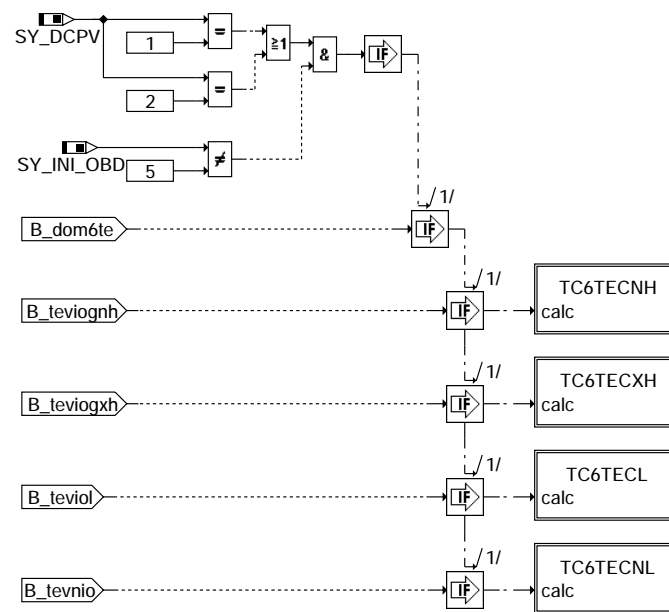 SY_DCPV
1
=
≧1
&
IF
2
=
SY_INI_OBD
5
≠
/1/
B_dom6te
IF
/1/
TC6TECNH
B_teviognh
IF
calc
/1/
TC6TECXH
B_teviogxh
IF
calc
/1/
TC6TECL
B_teviol
IF
calc
/1/
TC6TECNL
B_tevnio
IF
calc